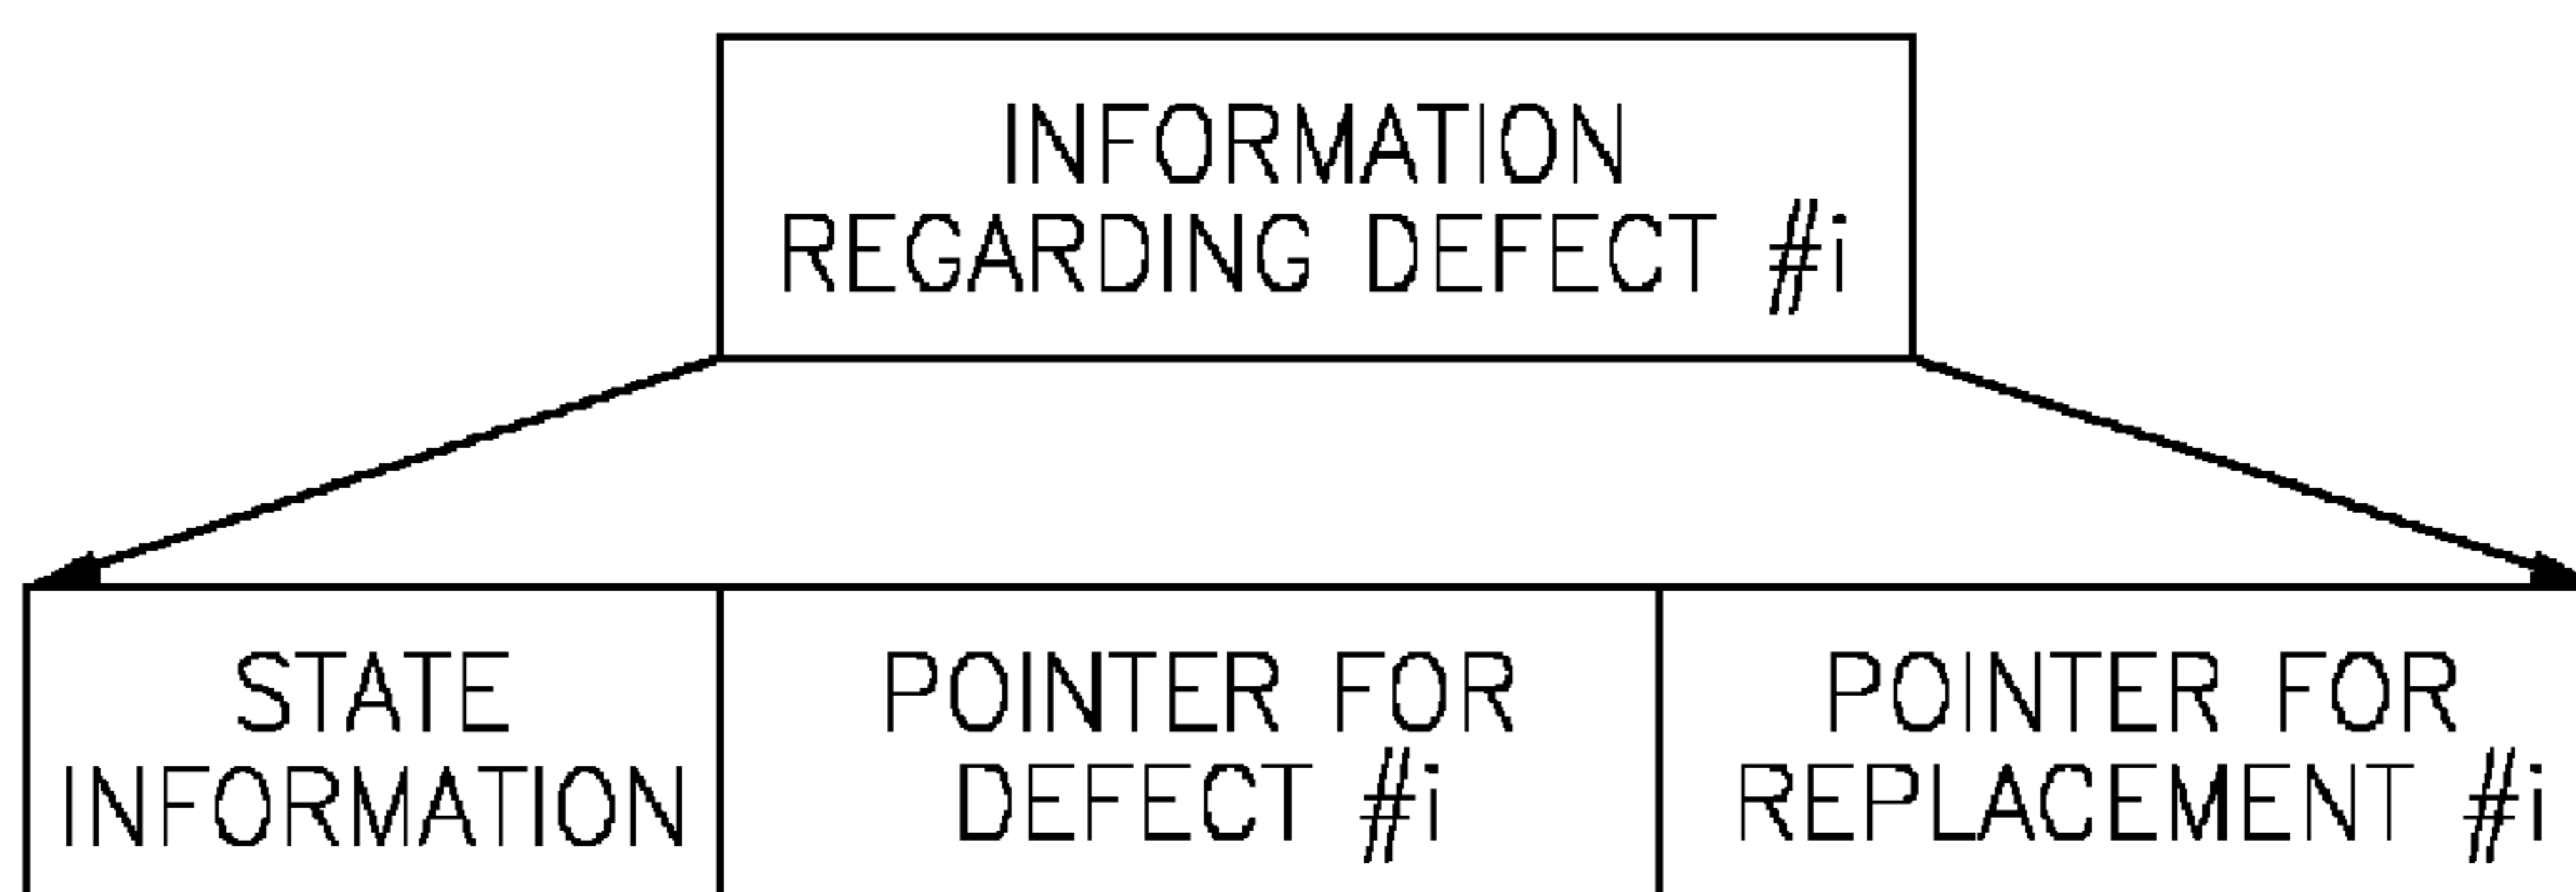 INFORMATION
REGARDING DEFECT #i
STATE
INFORMATION
POINTER FOR
DEFECT #i
POINTER FOR
REPLACEMENT #i